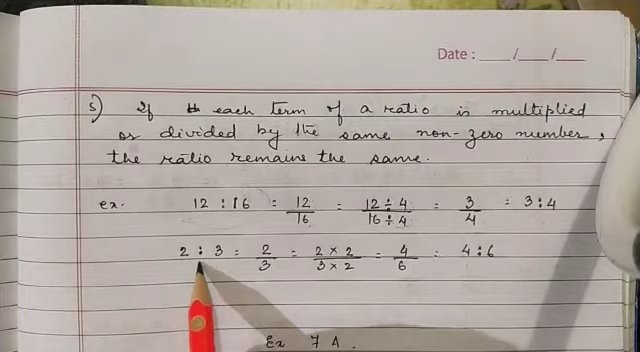 Date : ___/___/___
5) If each term of a ratio is multiplied
or divided by the same non-zero number,
the ratio remains the same.
ex. 12 : 16 = 12/16 = 12 ÷ 4/16 ÷ 4 = 3/4 = 3 : 4
2 : 3 = 2/3 = 2 × 2/3 × 2 = 4/6 = 4 : 6
Ex 7 A.